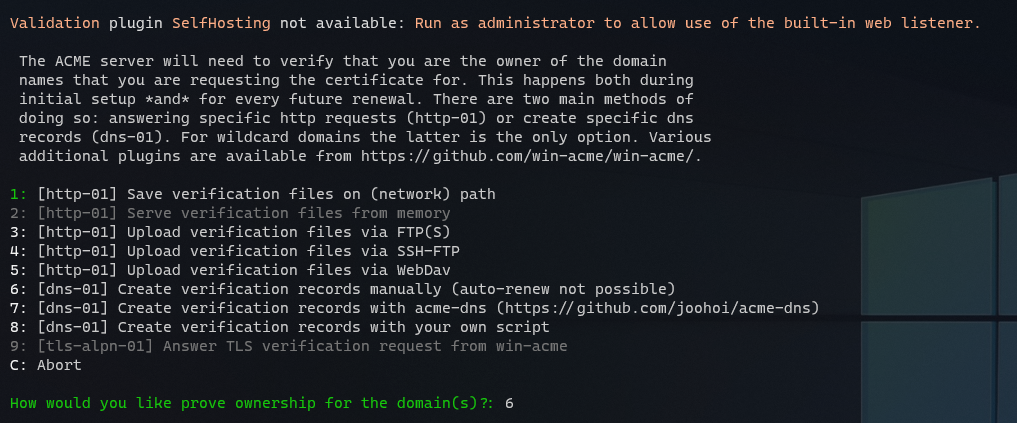 Validation plugin SelfHosting not available: Run as administrator to allow use of the built-in web listener.
The ACME server will need to verify that you are the owner of the domain
names that you are requesting the certificate for. This happens both during
initial setup *and* for every future renewal. There are two main methods of
doing so: answering specific http requests (http-01) or create specific dns
records (dns-01). For wildcard domains the latter is the only option. Various
additional plugins are available from https://github.com/win-acme/win-acme/.
1: [http-01] Save verification files on (network) path
2: [http-01] Serve verification files from memory
3: [http-01] Upload verification files via FTP(S)
4: [http-01] Upload verification files via SSH-FTP
5: [http-01] Upload verification files via WebDav
6: [dns-01] Create verification records manually (auto-renew not possible)
7: [dns-01] Create verification records with acme-dns (https://github.com/joohoi/acme-dns)
8: [dns-01] Create verification records with your own script
9: [tls-alpn-01] Answer TLS verification request from win-acme
C: Abort
How would you like prove ownership for the domain(s)?: 6